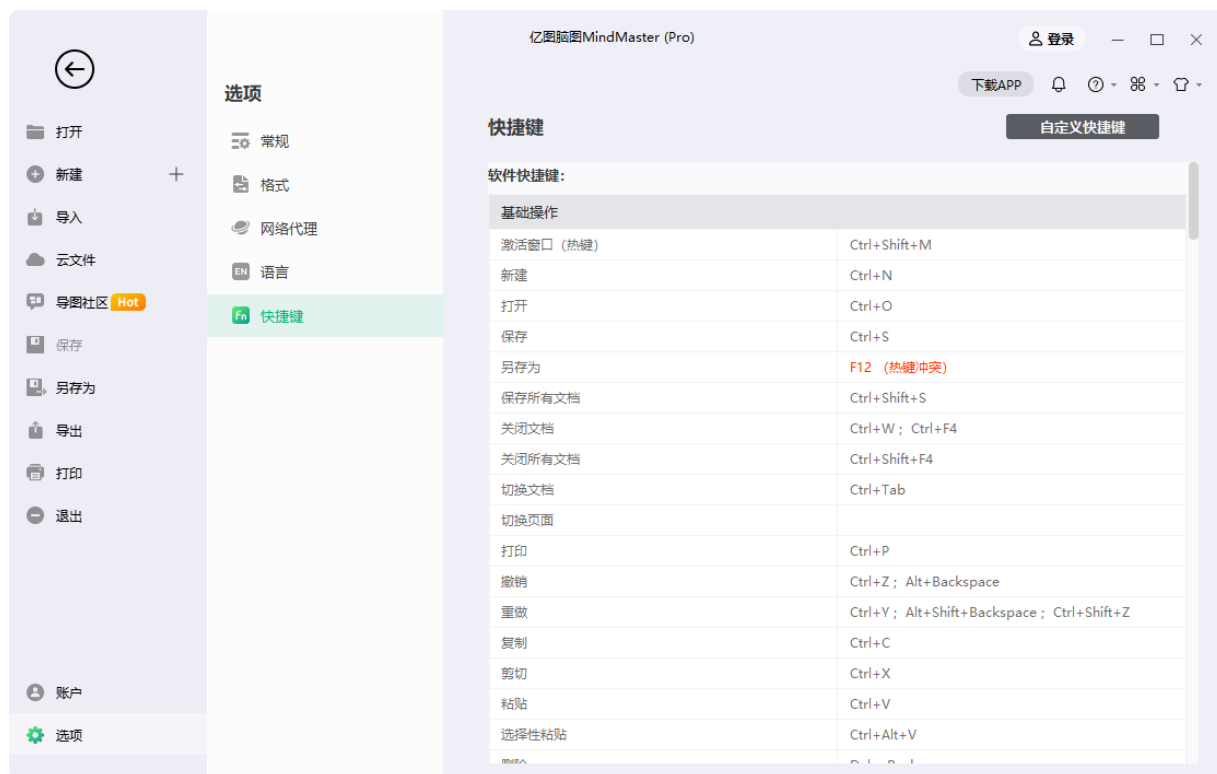 亿图脑图MindMaster (Pro)
登录
下载APP
打开
新建
导入
云文件
导图社区 Hot
保存
另存为
导出
打印
退出
账户
选项
选项
常规
格式
网络代理
EN 语言
Fn 快捷键
快捷键
自定义快捷键
软件快捷键：
基础操作
激活窗口（热键） Ctrl+Shift+M
新建 Ctrl+N
打开 Ctrl+O
保存 Ctrl+S
另存为 F12 （热键冲突）
保存所有文档 Ctrl+Shift+S
关闭文档 Ctrl+W ; Ctrl+F4
关闭所有文档 Ctrl+Shift+F4
切换文档 Ctrl+Tab
切换页面
打印 Ctrl+P
撤销 Ctrl+Z ; Alt+Backspace
重做 Ctrl+Y ; Alt+Shift+Backspace ; Ctrl+Shift+Z
复制 Ctrl+C
剪切 Ctrl+X
粘贴 Ctrl+V
选择性粘贴 Ctrl+Alt+V